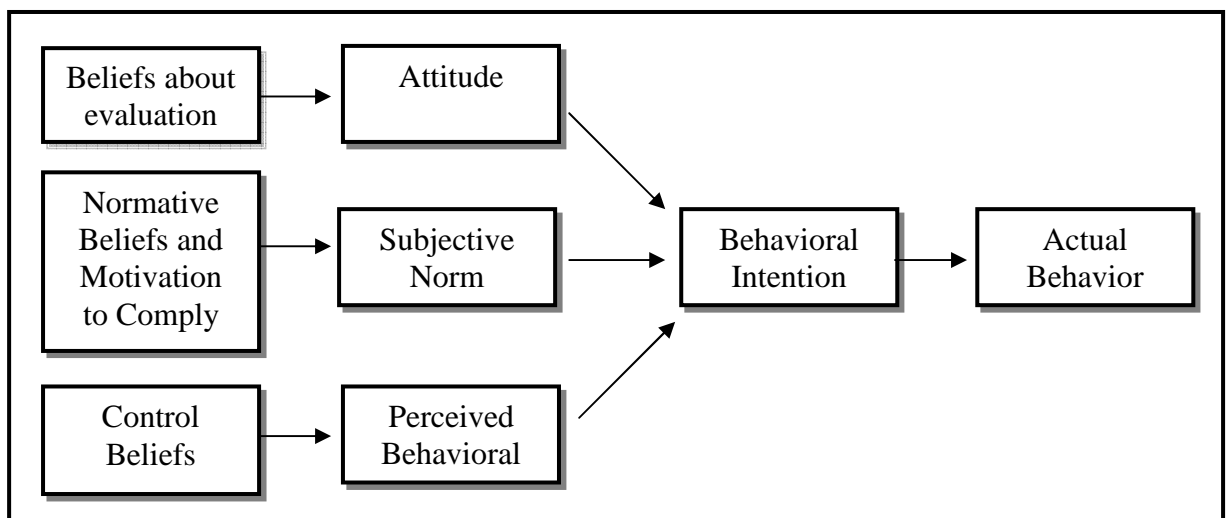 Beliefs about
evaluation
Attitude
Normative
Beliefs and
Motivation
to Comply
Subjective
Norm
Behavioral
Intention
Actual
Behavior
Control
Beliefs
Perceived
Behavioral